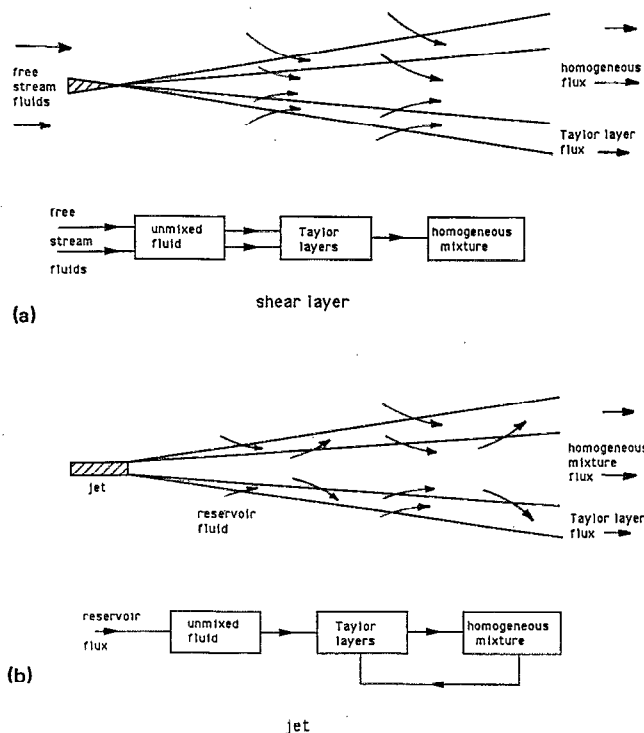 free
stream
fluids
homogeneous
flux
Taylor layer
flux
free
stream
fluids
unmixed
fluid
Taylor
layers
homogeneous
mixture
shear layer
(a)
jet
reservoir
fluid
homogeneous
mixture
flux
Taylor layer
flux
reservoir
flux
unmixed
fluid
Taylor
layers
homogeneous
mixture
(b)
jet